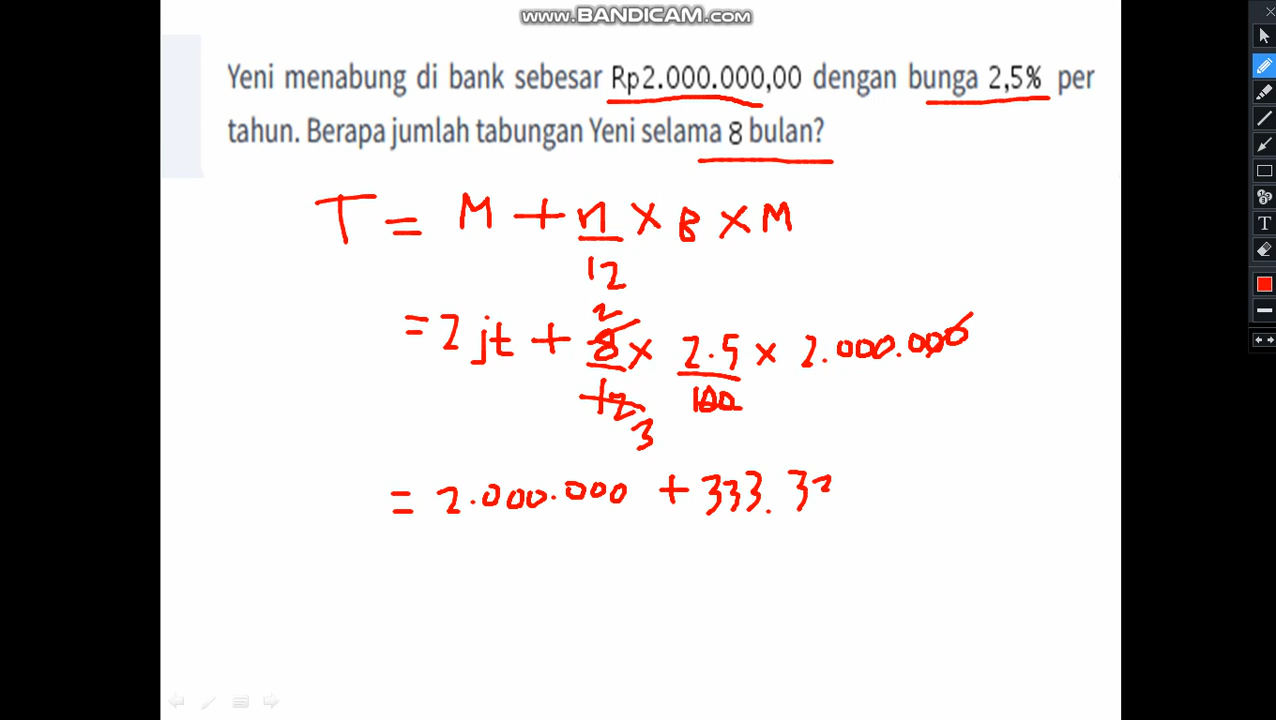 www.BANDICAM.com
Yeni menabung di bank sebesar Rp2.000.000,00 dengan bunga 2,5% per
tahun. Berapa jumlah tabungan Yeni selama 8 bulan?
T = M + n/12 × B × M
= 2 jt + 8/12 × 2.5/100 × 2.000.000
2
3
= 2.000.000 + 333.33
T